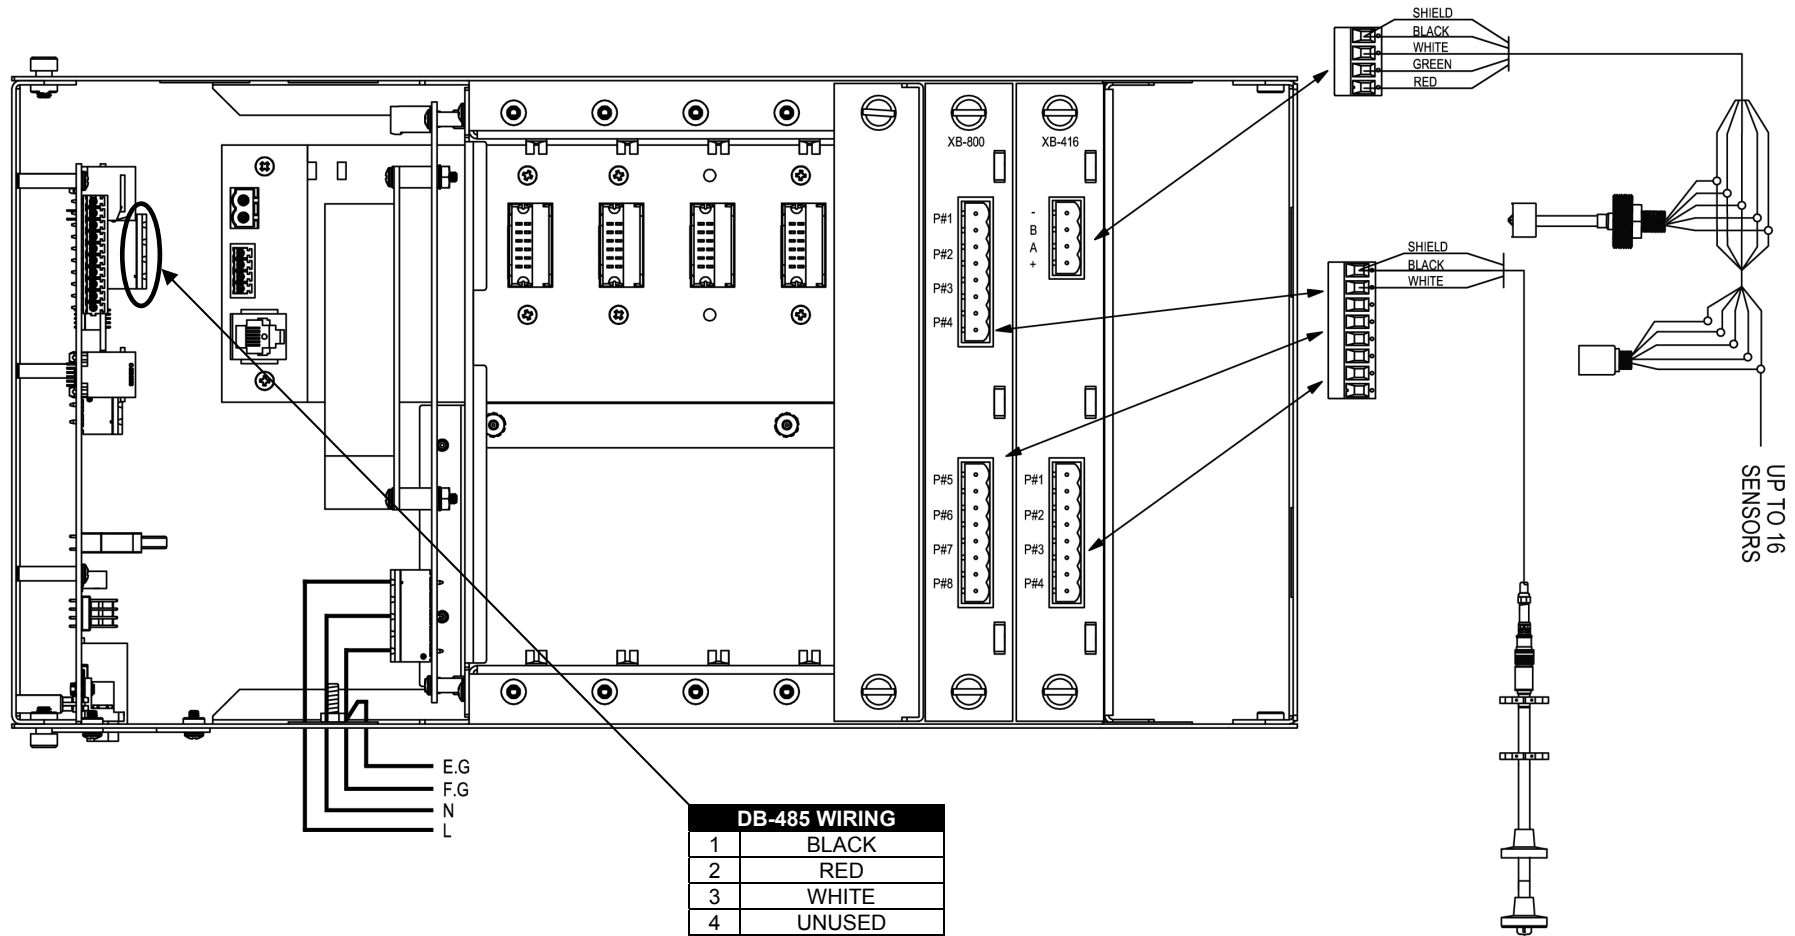 SHIELD
BLACK
WHITE
GREEN
RED
XB-800
XB-416
P#1
P#2
P#3
P#4
-
B
A
+
SHIELD
BLACK
WHITE
P#5
P#6
P#7
P#8
P#1
P#2
P#3
P#4
UP TO 16
SENSORS
E.G
F.G
N
L
DB-485 WIRING
1 BLACK
2 RED
3 WHITE
4 UNUSED